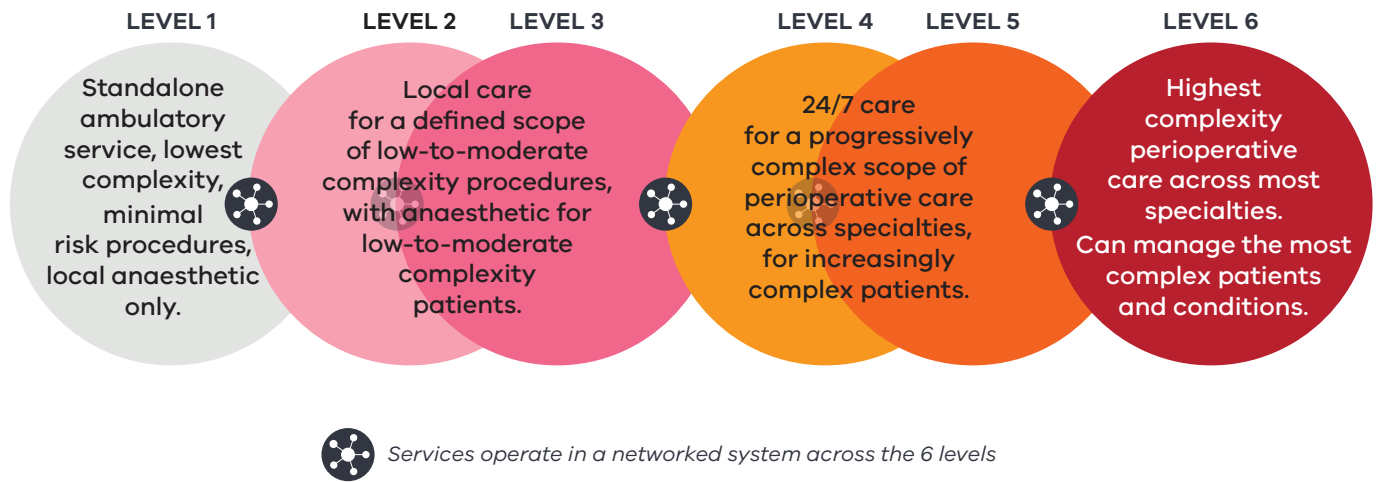 LEVEL 1
LEVEL 2
LEVEL 3
LEVEL 4
LEVEL 5
LEVEL 6
Standalone
ambulatory
service, lowest
complexity,
minimal
risk procedures,
local anaesthetic
only.
Local care
for a defined scope
of low-to-moderate
complexity procedures,
with anaesthetic for
low-to-moderate
complexity
patients.
24/7 care
for a progressively
complex scope of
perioperative care
across specialties,
for increasingly
complex patients.
Highest
complexity
perioperative
care across most
specialties.
Can manage the most
complex patients
and conditions.
Services operate in a networked system across the 6 levels